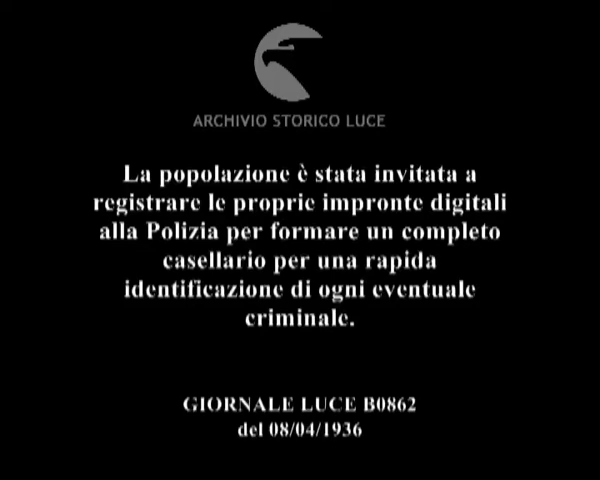 ARCHIVIO STORICO LUCE
La popolazione è stata invitata a
registrare le proprie impronte digitali
alla Polizia per formare un completo
casellario per una rapida
identificazione di ogni eventuale
criminale.
GIORNALE LUCE B0862
del 08/04/1936